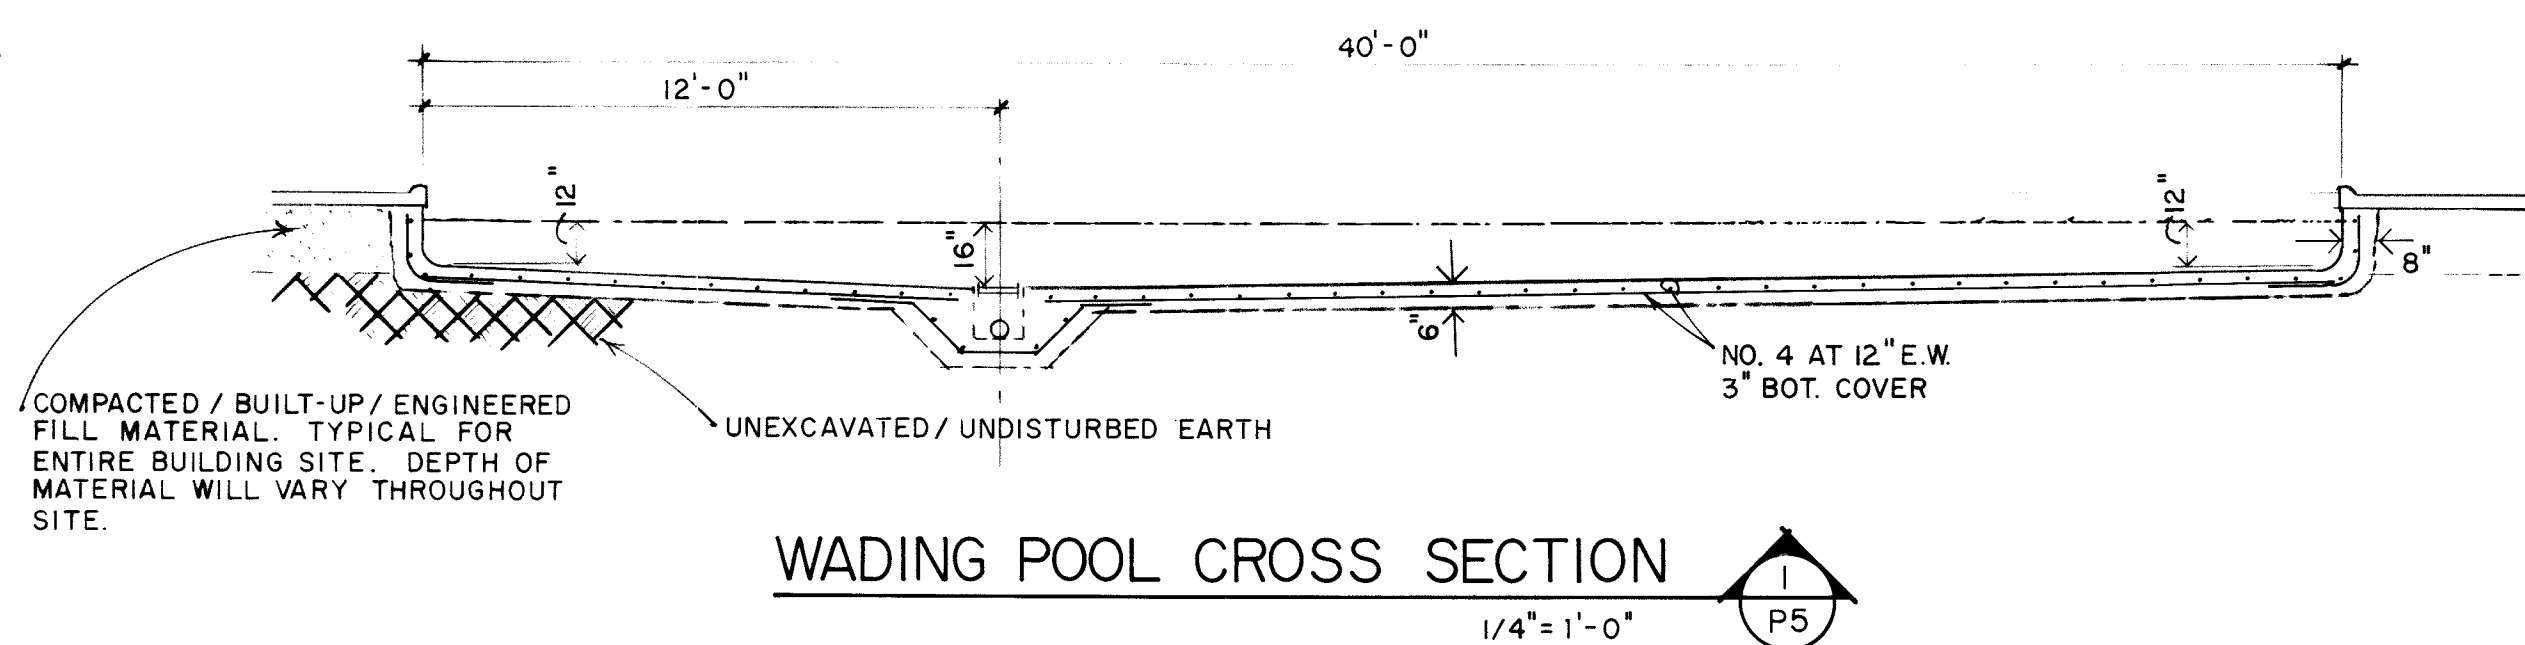 40'-0"
12'-0"
12"
16"
12"
8"
6"
NO. 4 AT 12" E.W.
3" BOT. COVER
COMPACTED / BUILT-UP / ENGINEERED
FILL MATERIAL. TYPICAL FOR
ENTIRE BUILDING SITE. DEPTH OF
MATERIAL WILL VARY THROUGHOUT
SITE.
UNEXCAVATED / UNDISTURBED EARTH
WADING POOL CROSS SECTION
1/4" = 1'-0"
1
P5